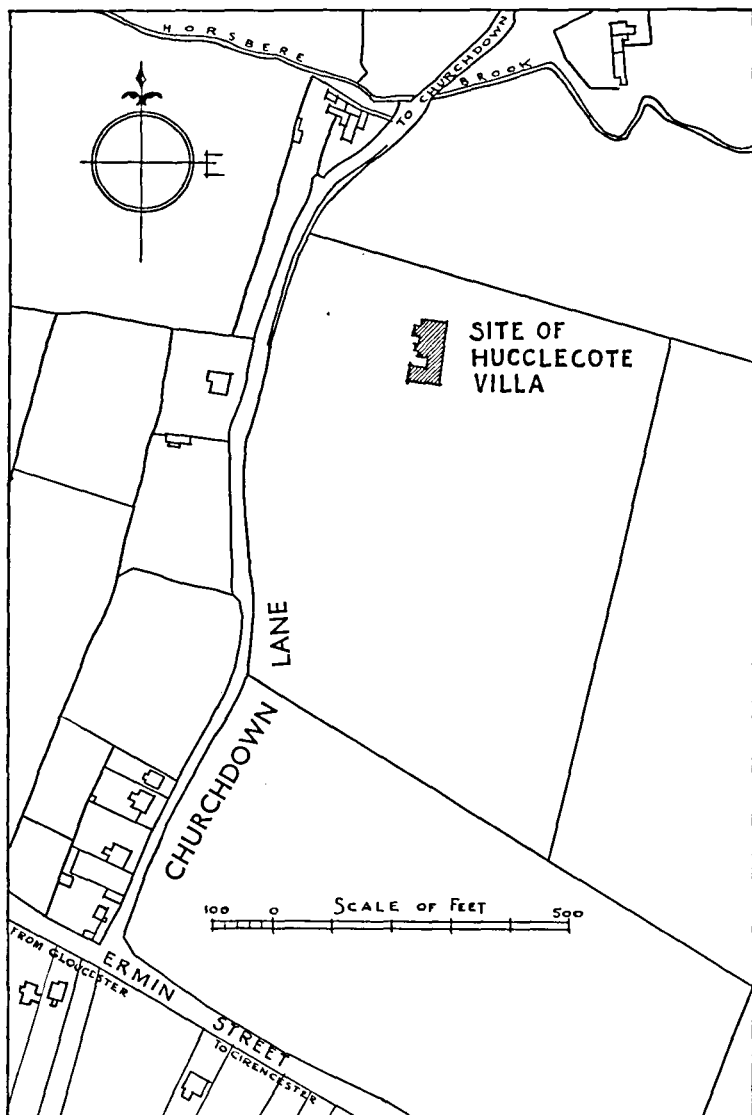 HORSBERE
BROOK
TO CHURCHDOWN
E
SITE OF
HUCCLECOTE
VILLA
CHURCHDOWN LANE
SCALE OF FEET
100 0 500
FROM GLOUCESTER
ERMIN STREET
TO CIRENCESTER